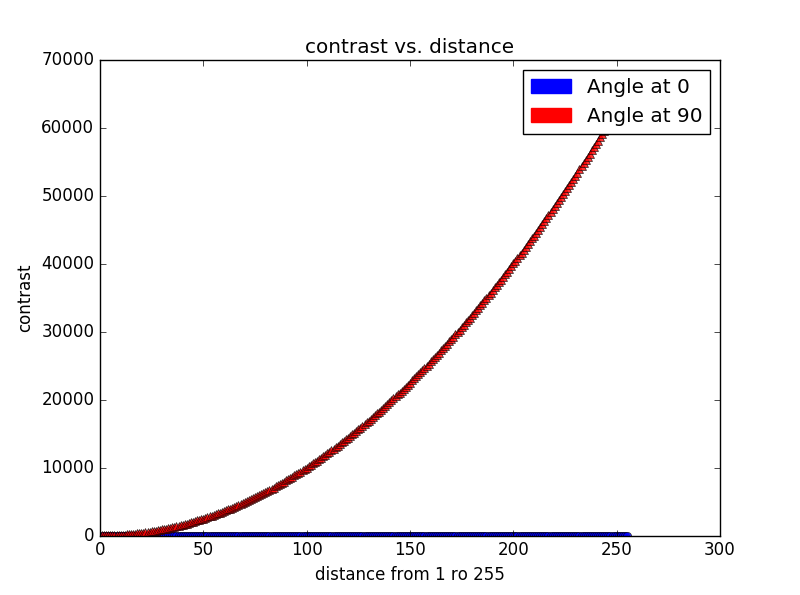 contrast vs. distance
70000
60000
50000
40000
30000
20000
10000
0
contrast
Angle at 0
Angle at 90
0 50 100 150 200 250 300
distance from 1 ro 255